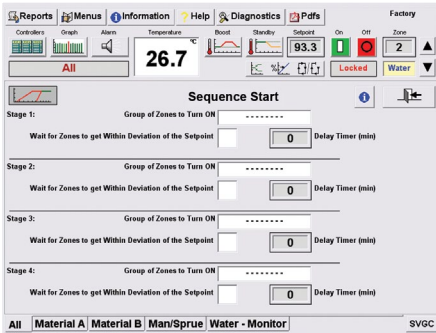 Reports Menus Information Help Diagnostics Pdfs Factory
Controllers Graph Alarm Temperature Boost Standby Setpoint On Off Zone
26.7 °C 93.3 2
All Locked Water
Sequence Start
Stage 1: Group of Zones to Turn ON --------
Wait for Zones to get Within Deviation of the Setpoint 0 Delay Timer (min)
Stage 2: Group of Zones to Turn ON --------
Wait for Zones to get Within Deviation of the Setpoint 0 Delay Timer (min)
Stage 3: Group of Zones to Turn ON --------
Wait for Zones to get Within Deviation of the Setpoint 0 Delay Timer (min)
Stage 4: Group of Zones to Turn ON --------
Wait for Zones to get Within Deviation of the Setpoint 0 Delay Timer (min)
All Material A Material B Man/Sprue Water - Monitor SVGC